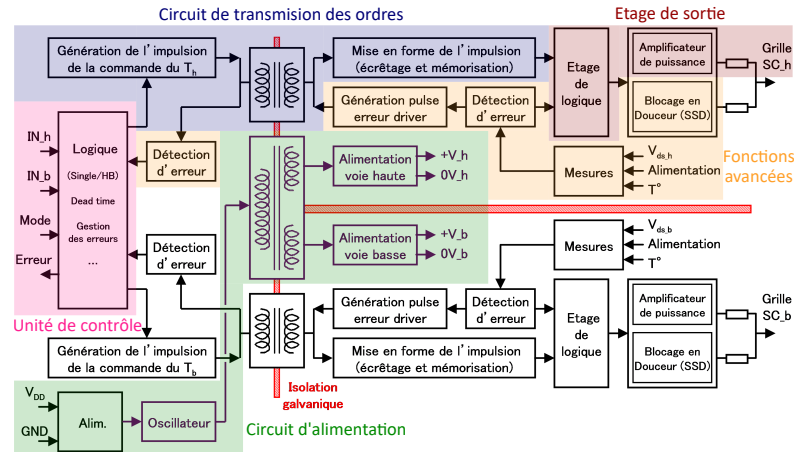 Circuit de transmision des ordres
Etage de sortie
Génération de l'impulsion
de la commande du T_h
Mise en forme de l'impulsion
(écrêtage et mémorisation)
Etage
de
logique
Amplificateur
de puissance
Grille
SC_h
Génération pulse
erreur driver
Détection
d'erreur
Blocage en
Douceur (SSD)
IN_h
IN_b
Mode
Erreur
Logique
(Single/HB)
Dead time
Gestion
des erreurs
...
Détection
d'erreur
Alimentation
voie haute
+V_h
0V_h
Mesures
V_ds_h
Alimentation
T°
Fonctions
avancées
Détection
d'erreur
Alimentation
voie basse
+V_b
0V_b
Mesures
V_ds_b
Alimentation
T°
Unité de contrôle
Génération de l'impulsion
de la commande du T_b
Génération pulse
erreur driver
Détection
d'erreur
Mise en forme de l'impulsion
(écrêtage et mémorisation)
Etage
de
logique
Amplificateur
de puissance
Blocage en
Douceur (SSD)
Grille
SC_b
Isolation
galvanique
V_DD
GND
Alim.
Oscillateur
Circuit d'alimentation